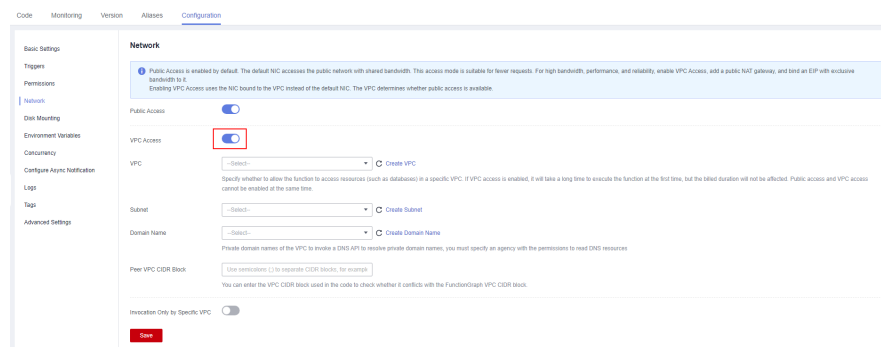 Code Monitoring Version Aliases Configuration
Basic Settings
Triggers
Permissions
Network
Disk Mounting
Environment Variables
Concurrency
Configure Async Notification
Logs
Tags
Advanced Settings
Network
Public Access is enabled by default. The default NIC accesses the public network with shared bandwidth. This access mode is suitable for fewer requests. For high bandwidth, performance, and reliability, enable VPC Access, add a public NAT gateway, and bind an EIP with exclusive
bandwidth to it.
Enabling VPC Access uses the NIC bound to the VPC instead of the default NIC. The VPC determines whether public access is available.
Public Access
VPC Access
VPC --Select-- Create VPC
Specify whether to allow the function to access resources (such as databases) in a specific VPC. If VPC access is enabled, it will take a long time to execute the function at the first time, but the billed duration will not be affected. Public access and VPC access
cannot be enabled at the same time.
Subnet --Select-- Create Subnet
Domain Name --Select-- Create Domain Name
Private domain names of the VPC to invoke a DNS API to resolve private domain names, you must specify an agency with the permissions to read DNS resources
Peer VPC CIDR Block Use semicolons (;) to separate CIDR blocks, for example
You can enter the VPC CIDR block used in the code to check whether it conflicts with the FunctionGraph VPC CIDR block.
Invocation Only by Specific VPC
Save